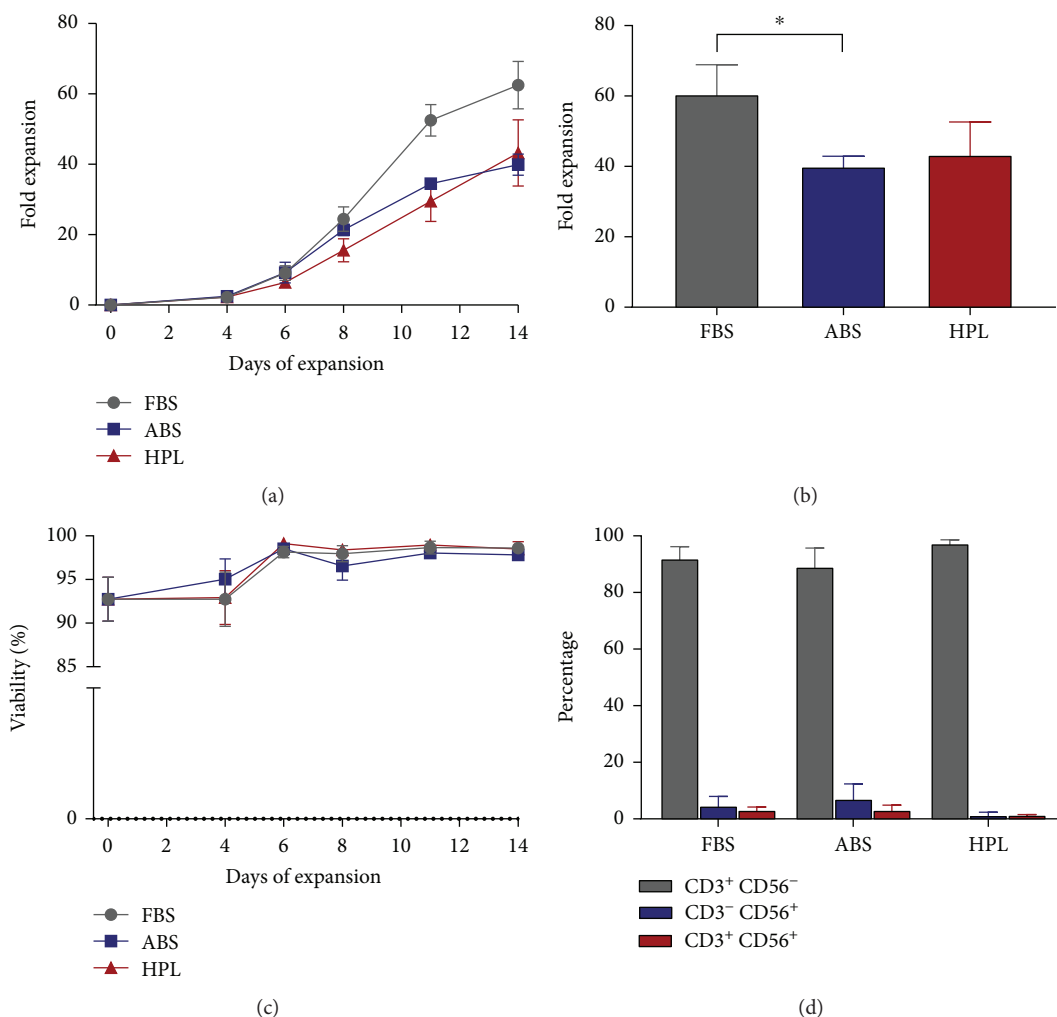 80
60
40
20
0
Fold expansion
0 2 4 6 8 10 12 14
Days of expansion
FBS
ABS
HPL
(a)
80
60
40
20
0
Fold expansion
*
FBS ABS HPL
(b)
100
95
90
85
0
Viability (%)
0 2 4 6 8 10 12 14
Days of expansion
FBS
ABS
HPL
(c)
100
80
60
40
20
0
Percentage
FBS ABS HPL
CD3⁺ CD56⁻
CD3⁻ CD56⁺
CD3⁺ CD56⁺
(d)